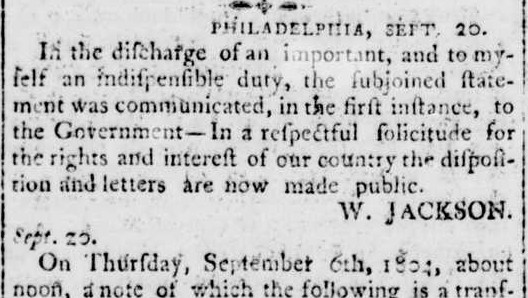 PHILADELPHIA, SEPT. 20.
In the diſcharge of an important, and to my-
ſelf an indiſpenſible duty, the ſubjoined ſtate-
ment was communicated, in the firſt inſtance, to
the Government—In a reſpectful ſolicitude for
the rights and intereſt of our country the diſpoſi-
tion and letters are now made public.
W. JACKSON.
Sept. 20.
On Thurſday, September 6th, 1804, about
noon, a note of which the following is a tranſ-